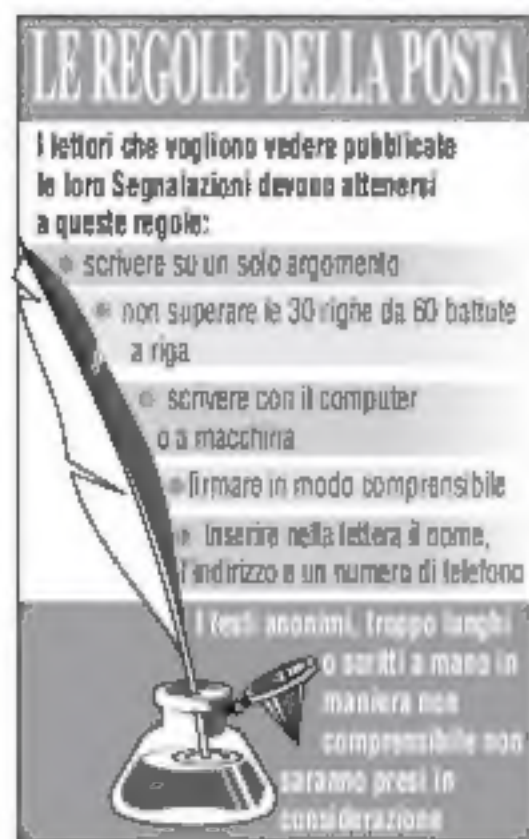 LE REGOLE DELLA POSTA
I lettori che vogliono vedere pubblicate
le loro Segnalazioni devono attenersi
a queste regole:
scrivere su un solo argomento
non superare le 30 righe da 60 battute
a riga
scrivere con il computer
o a macchina
firmare in modo comprensibile
Inserire nella lettera il nome,
l'indirizzo e un numero di telefono
I testi anonimi, troppo lunghi
o scritti a mano in
maniera non
comprensibile non
saranno presi in
considerazione